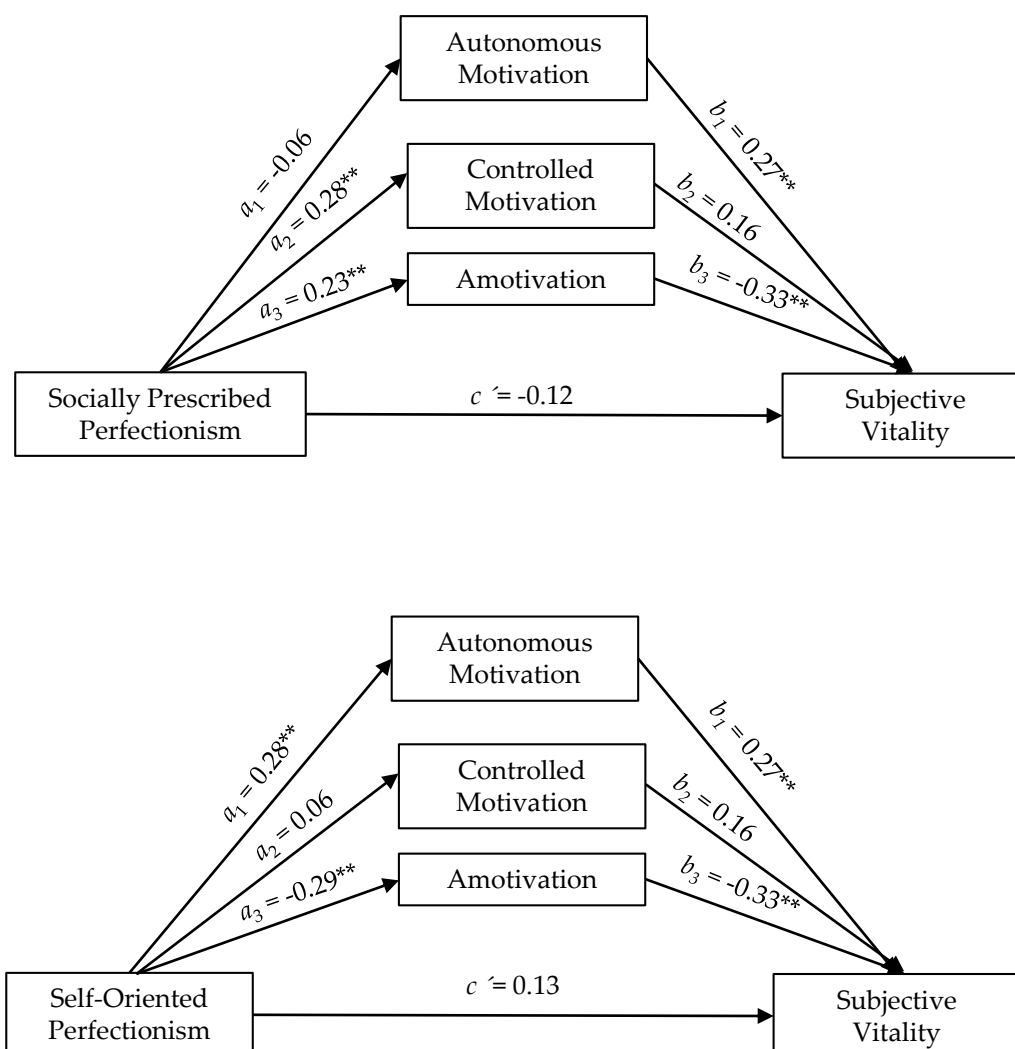 Autonomous
Motivation
a₁ = -0.06
b₁ = 0.27**
Controlled
Motivation
a₂ = 0.28**
b₂ = 0.16
Amotivation
a₃ = 0.23**
b₃ = -0.33**
Socially Prescribed
Perfectionism
c ´= -0.12
Subjective
Vitality
Autonomous
Motivation
a₁ = 0.28**
b₁ = 0.27**
Controlled
Motivation
a₂ = 0.06
b₂ = 0.16
Amotivation
a₃ = -0.29**
b₃ = -0.33**
Self-Oriented
Perfectionism
c ´= 0.13
Subjective
Vitality